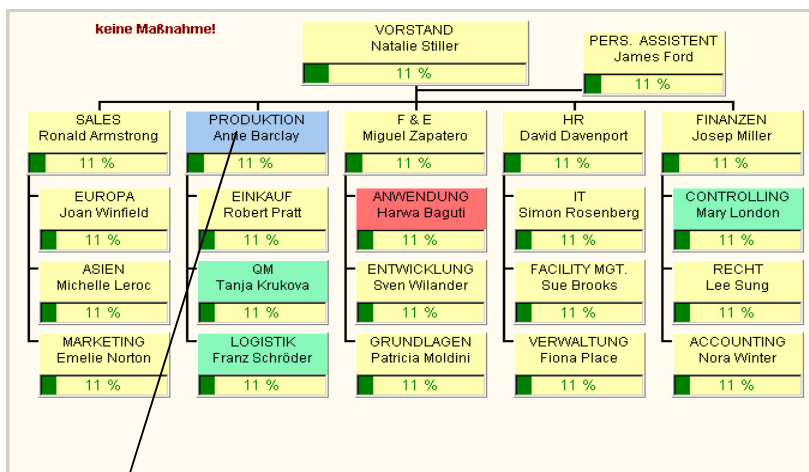 keine Maßnahme!
VORSTAND
Natalie Stiller
11 %
PERS. ASSISTENT
James Ford
11 %
SALES
Ronald Armstrong
11 %
PRODUKTION
Anne Barclay
11 %
F & E
Miguel Zapatero
11 %
HR
David Davenport
11 %
FINANZEN
Josep Miller
11 %
EUROPA
Joan Winfield
11 %
EINKAUF
Robert Pratt
11 %
ANWENDUNG
Harwa Baguti
11 %
IT
Simon Rosenberg
11 %
CONTROLLING
Mary London
11 %
ASIEN
Michelle Leroc
11 %
QM
Tanja Krukova
11 %
ENTWICKLUNG
Sven Wilander
11 %
FACILITY MGT.
Sue Brooks
11 %
RECHT
Lee Sung
11 %
MARKETING
Emelie Norton
11 %
LOGISTIK
Franz Schröder
11 %
GRUNDLAGEN
Patricia Moldini
11 %
VERWALTUNG
Fiona Place
11 %
ACCOUNTING
Nora Winter
11 %